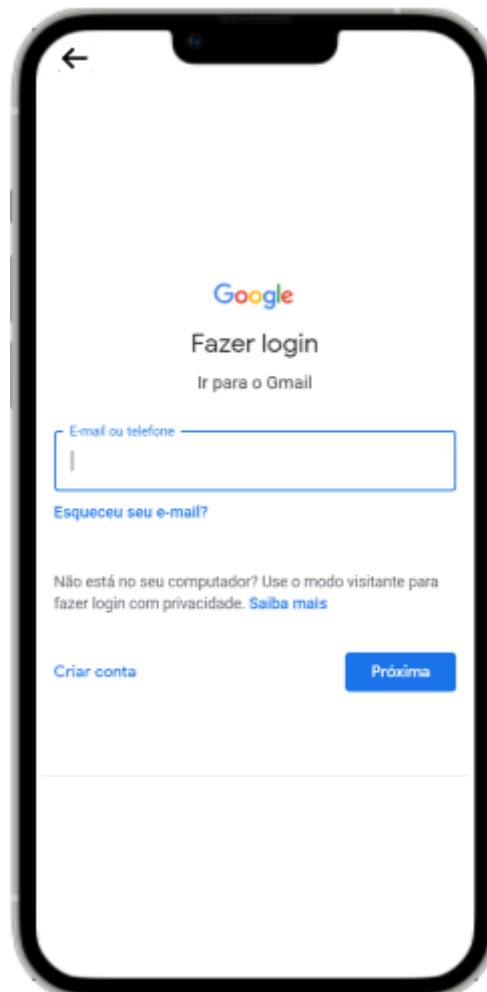 Google
Fazer login
Ir para o Gmail
E-mail ou telefone
Esqueceu seu e-mail?
Não está no seu computador? Use o modo visitante para
fazer login com privacidade. Saiba mais
Criar conta
Próxima